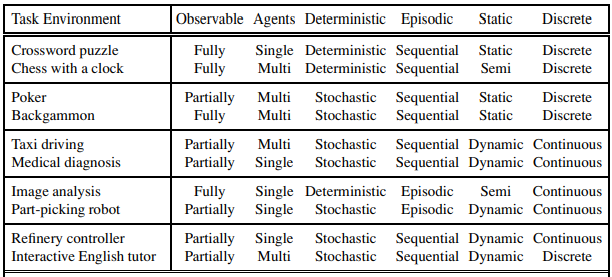 Task Environment Observable Agents Deterministic Episodic Static Discrete
Crossword puzzle Fully Single Deterministic Sequential Static Discrete
Chess with a clock Fully Multi Deterministic Sequential Semi Discrete
Poker Partially Multi Stochastic Sequential Static Discrete
Backgammon Fully Multi Stochastic Sequential Static Discrete
Taxi driving Partially Multi Stochastic Sequential Dynamic Continuous
Medical diagnosis Partially Single Stochastic Sequential Dynamic Continuous
Image analysis Fully Single Deterministic Episodic Semi Continuous
Part-picking robot Partially Single Stochastic Episodic Dynamic Continuous
Refinery controller Partially Single Stochastic Sequential Dynamic Continuous
Interactive English tutor Partially Multi Stochastic Sequential Dynamic Discrete